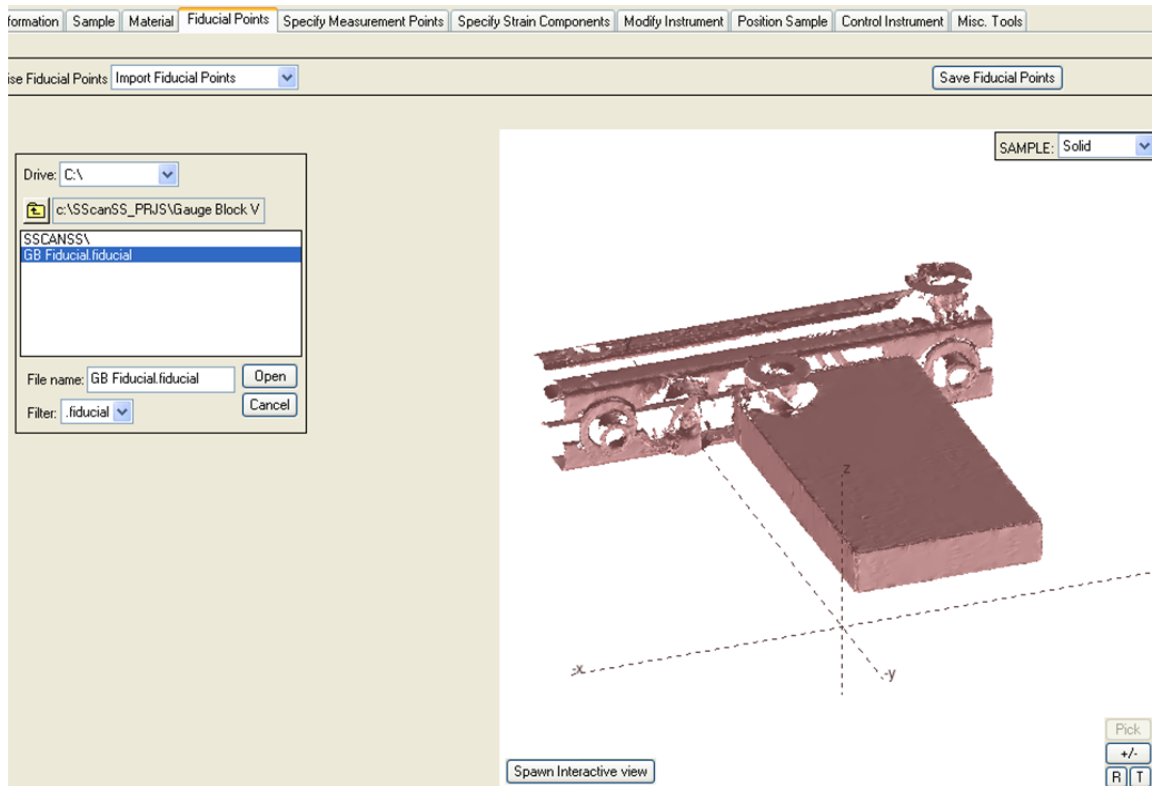 formation Sample Material Fiducial Points Specify Measurement Points Specify Strain Components Modify Instrument Position Sample Control Instrument Misc. Tools
ise Fiducial Points Import Fiducial Points Save Fiducial Points
SAMPLE: Solid
Drive: C:\
c:\SScanSS_PRJS\Gauge Block V
SSCANSS\
GB Fiducial.fiducial
File name: GB Fiducial.fiducial Open
Filter: .fiducial Cancel
z
-x
-y
Pick
+/-
Spawn Interactive view
R T